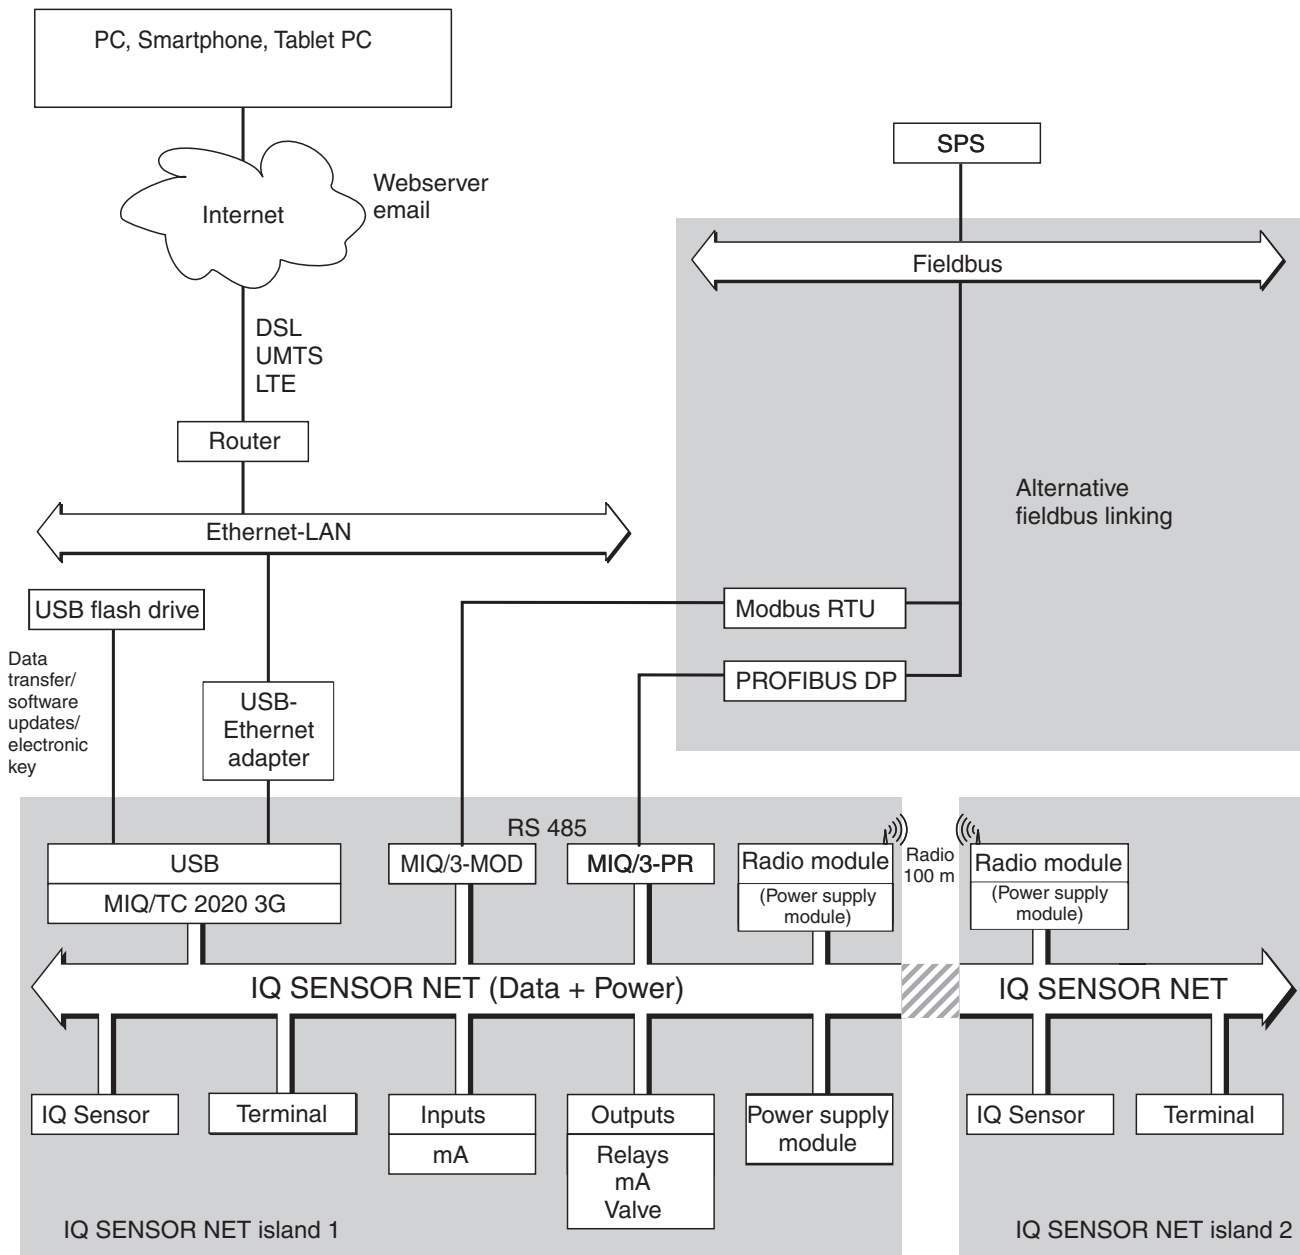 PC, Smartphone, Tablet PC
Webserver
email
Internet
SPS
Fieldbus
DSL
UMTS
LTE
Router
Ethernet-LAN
Alternative
fieldbus linking
USB flash drive
Modbus RTU
PROFIBUS DP
Data
transfer/
software
updates/
electronic
key
USB-
Ethernet
adapter
RS 485
USB
MIQ/TC 2020 3G
MIQ/3-MOD
MIQ/3-PR
Radio module
(Power supply
module)
Radio
100 m
Radio module
(Power supply
module)
IQ SENSOR NET (Data + Power)
IQ SENSOR NET
IQ Sensor
Terminal
Inputs
mA
Outputs
Relays
mA
Valve
Power supply
module
IQ Sensor
Terminal
IQ SENSOR NET island 1
IQ SENSOR NET island 2